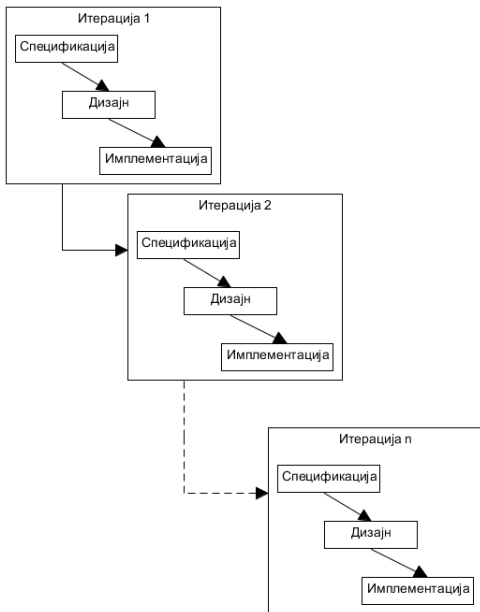 Итерација 1
Спецификација
Дизајн
Имплементација
Итерација 2
Спецификација
Дизајн
Имплементација
Итерација n
Спецификација
Дизајн
Имплементација